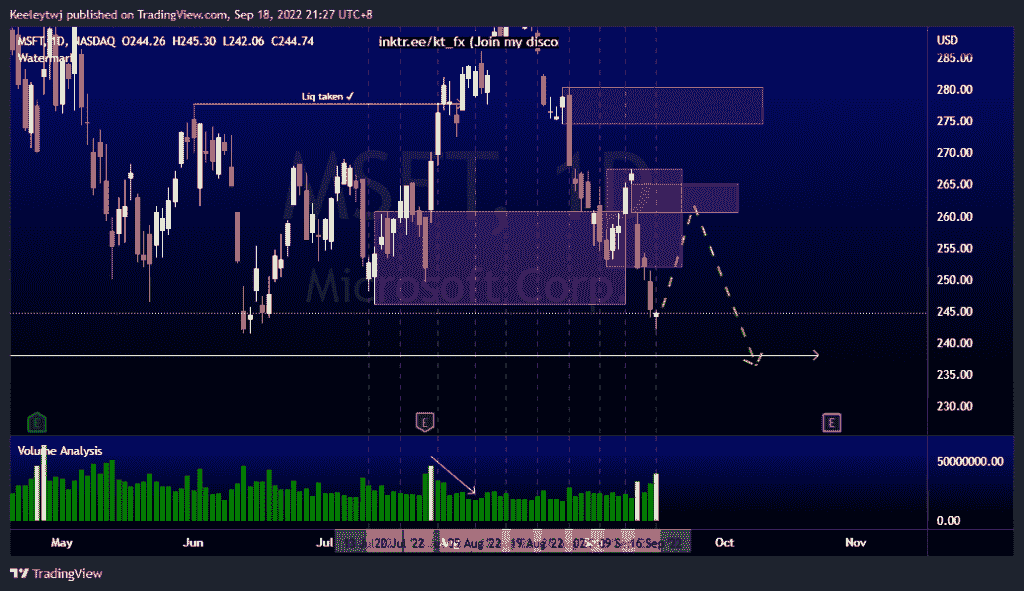 Keeleytwj published on TradingView.com, Sep 18, 2022 21:27 UTC+8
MSFT, 1D, NASDAQ O244.26 H245.30 L242.06 C244.74
inktr.ee/kt_fx (Join my disco
USD
Watermark
285.00
Liq taken ✓
280.00
275.00
270.00
MSFT, 1D
265.00
260.00
255.00
Microsoft Corp
250.00
245.00
240.00
235.00
230.00
E E E
Volume Analysis
50000000.00
0.00
May Jun Jul 20 Jul '22 Aug 05 Aug '22 19 Aug '22 02 Sep 09 Sep 16 Sep Oct Nov
TradingView